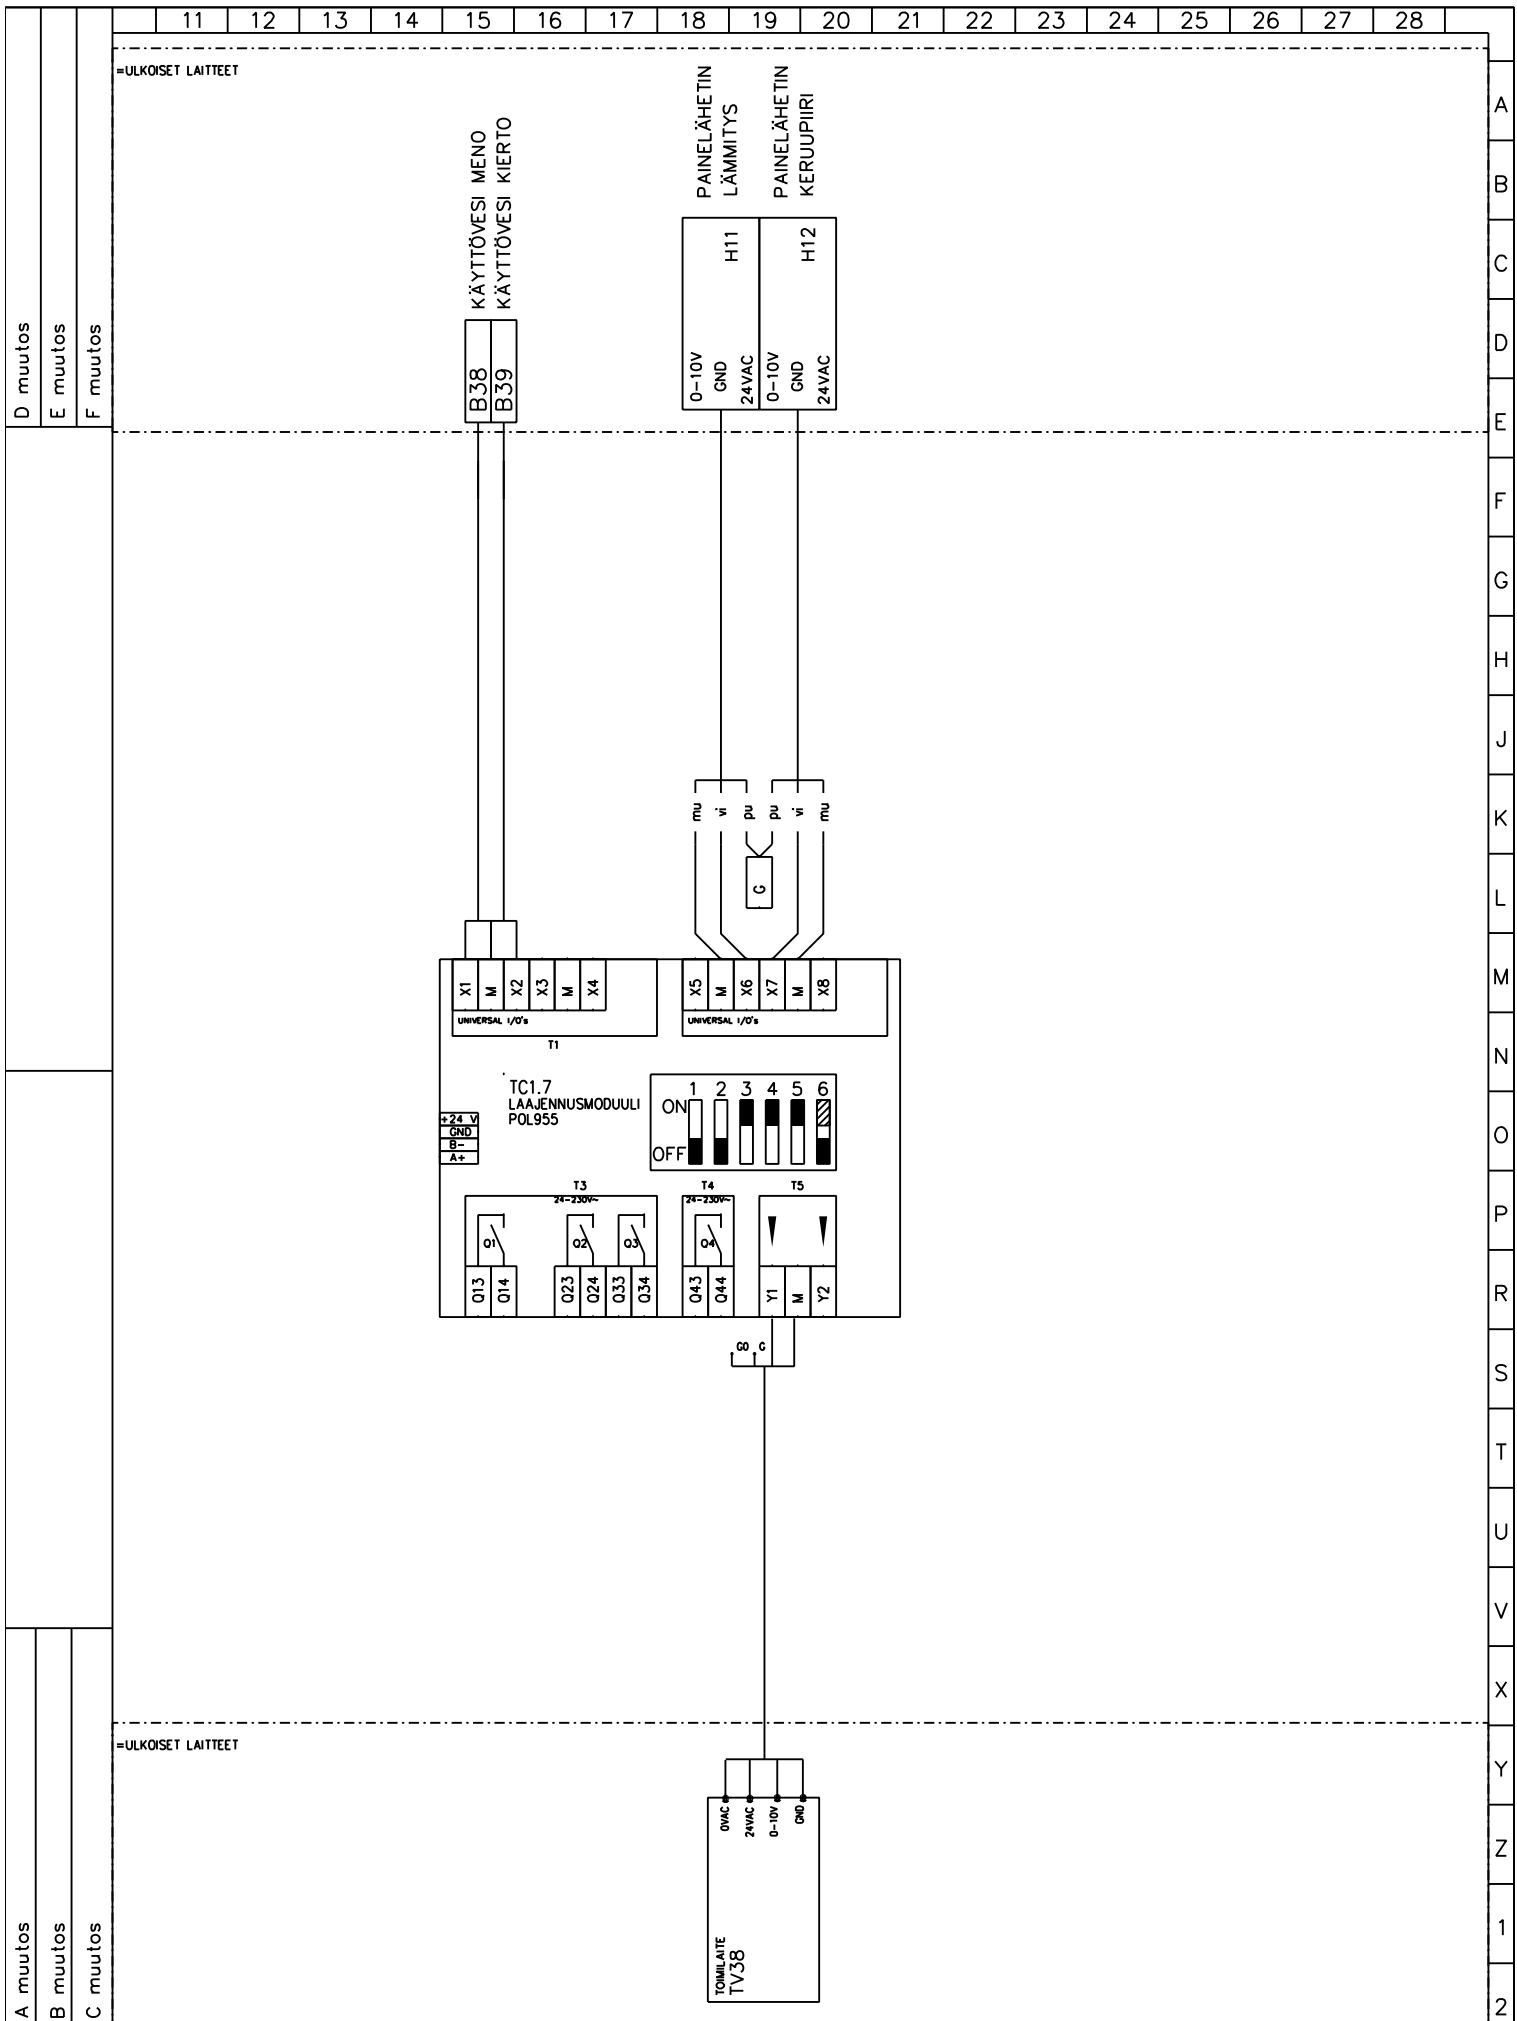 11 12 13 14 15 16 17 18 19 20 21 22 23 24 25 26 27 28
=ULKOISET LAITTEET
D muutos
E muutos
F muutos
KÄYTTÖVESI MENO
KÄYTTÖVESI KIERTO
B38
B39
PAINELÄHETIN
LÄMMITYS
PAINELÄHETIN
KERUUPIIRI
H11
H12
0-10V
GND
24VAC
0-10V
GND
24VAC
A
B
C
D
E
F
G
H
J
K
L
M
N
O
P
R
S
T
U
V
X
Y
Z
1
2
mu vi pu pu vi mu
G
X1 M X2 X3 M X4
X5 M X6 X7 M X8
UNIVERSAL I/O's
UNIVERSAL I/O's
T1
TC1.7
LAAJENNUSMODUULI
POL955
1 2 3 4 5 6
ON
OFF
+24 V
GND
B-
A+
T3
24-230V~
T4
24-230V~
T5
Q1 Q2 Q3 Q4
Q13 Q14 Q23 Q24 Q33 Q34 Q43 Q44 Y1 M Y2
G0 G
=ULKOISET LAITTEET
0VAC
24VAC
0-10V
GND
TOIMILAITE
TV38
A muutos
B muutos
C muutos